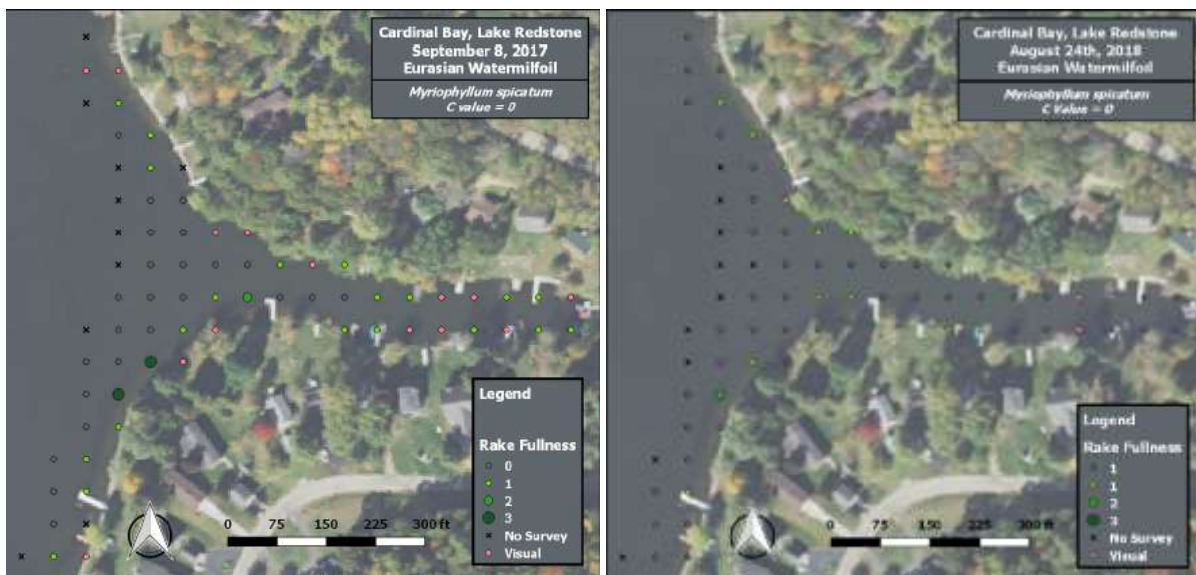 Cardinal Bay, Lake Redstone
September 8, 2017
Eurasian Watermilfoil
Myriophyllum spicatum
C value = 0
Legend
Rake Fullness
0
1
2
3
No Survey
Visual
0 75 150 225 300 ft
Cardinal Bay, Lake Redstone
August 24th, 2018
Eurasian Watermilfoil
Myriophyllum spicatum
C Value = 0
Legend
Rake Fullness
1
1
2
3
No Survey
Visual
0 75 150 225 300 ft